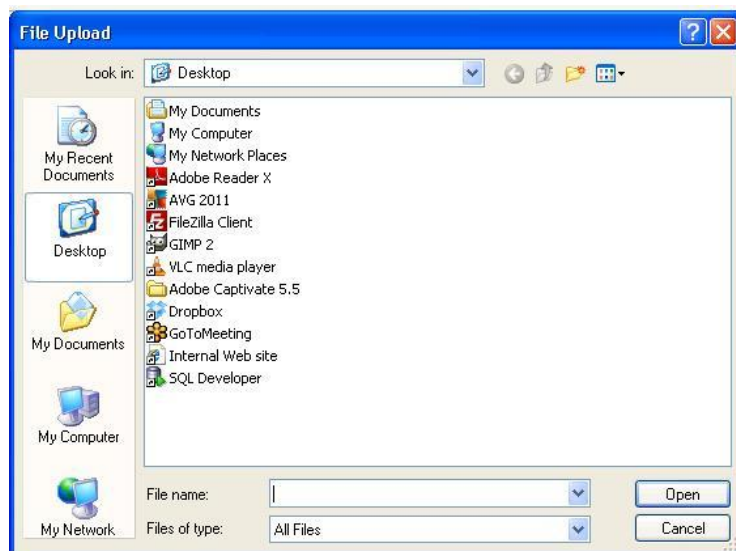 File Upload
Look in:
Desktop
My Recent
Documents
Desktop
My Documents
My Computer
My Network
My Documents
My Computer
My Network Places
Adobe Reader X
AVG 2011
FileZilla Client
GIMP 2
VLC media player
Adobe Captivate 5.5
Dropbox
GoToMeeting
Internal Web site
SQL Developer
File name:
Open
Files of type:
All Files
Cancel